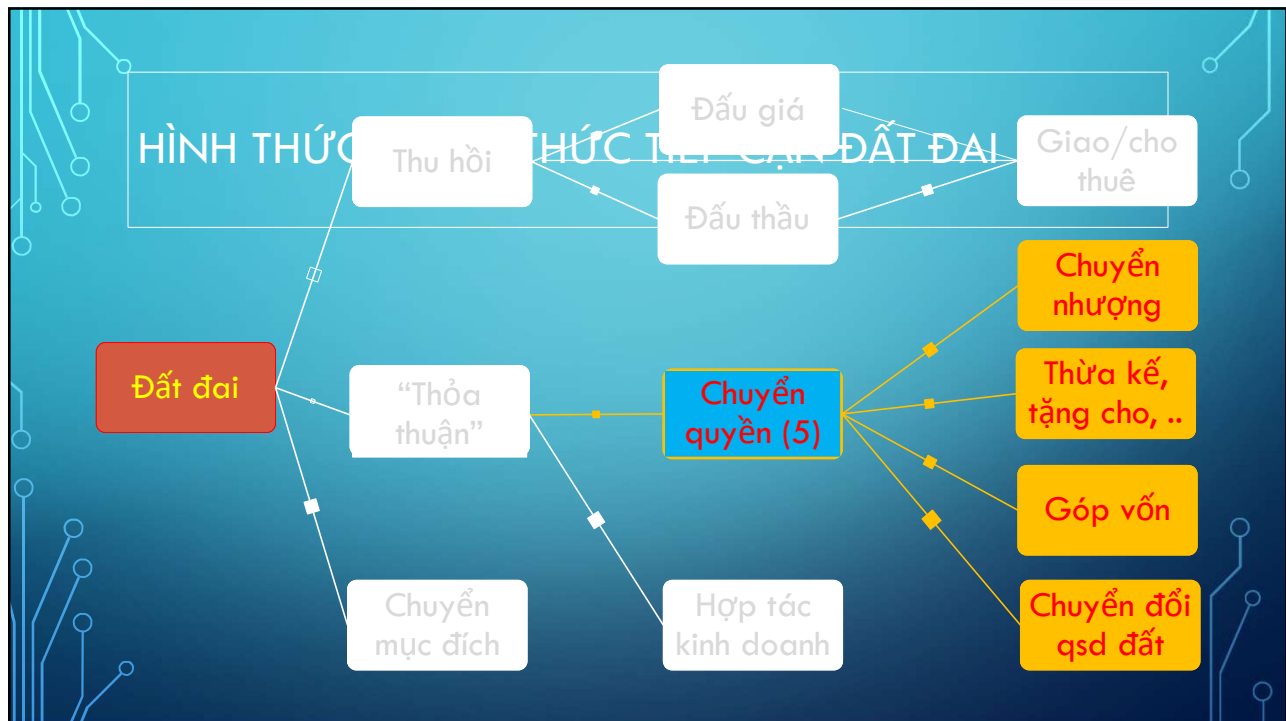 HÌNH THỨC THỨC TIẾP CẬN ĐẤT ĐAI
Thu hồi
Đấu giá
Đấu thầu
Giao/cho
thuê
Đất đai
“Thỏa
thuận”
Chuyển
mục đích
Chuyển
quyền (5)
Hợp tác
kinh doanh
Chuyển
nhượng
Thừa kế,
tặng cho, ..
Góp vốn
Chuyển đổi
qsd đất